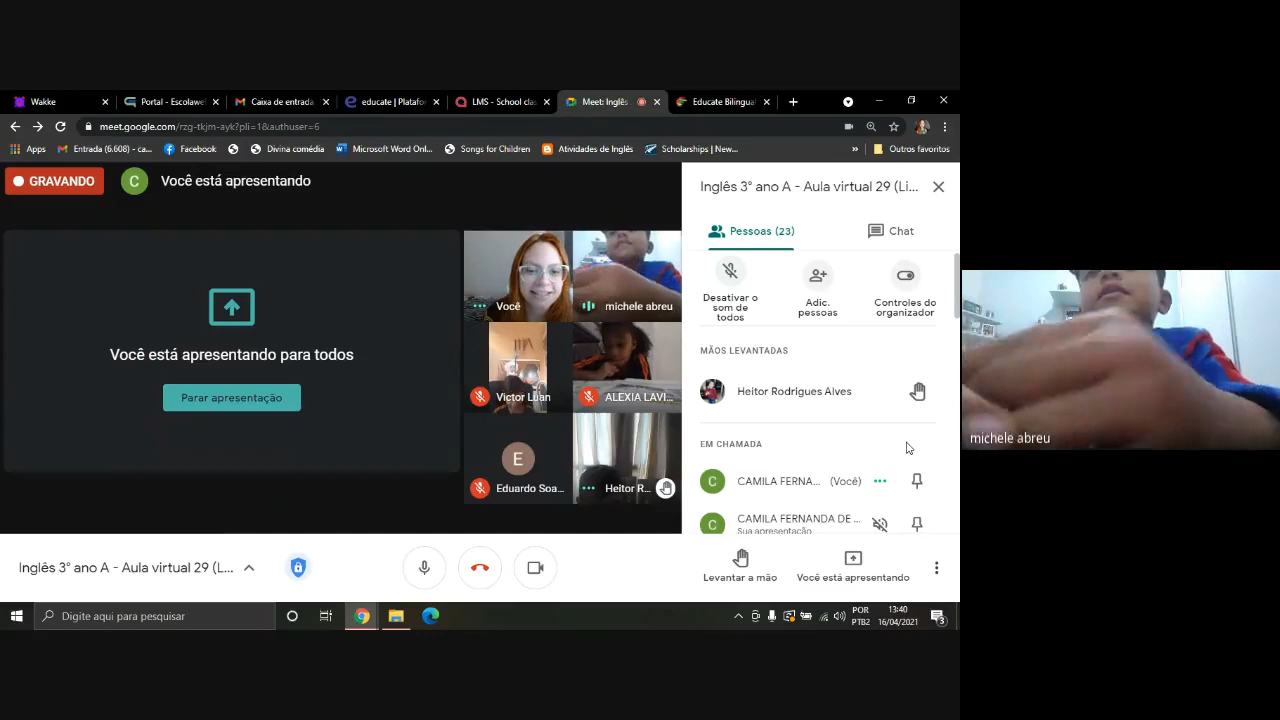 Wakke
Portal - Escolawe
Caixa de entrada
educate | Platafor
LMS - School clas
Meet: Inglês
Educate Bilingual
meet.google.com/rzg-tkjm-ayk?pli=1&authuser=6
Apps
Entrada (6.608) - ca...
Facebook
Divina comédia
Microsoft Word Onl...
Songs for Children
Atividades de Inglês
Scholarships | New...
»
Outros favoritos
GRAVANDO
C
Você está apresentando
Inglês 3° ano A - Aula virtual 29 (Li...
Pessoas (23)
Chat
Desativar o
som de
todos
Adic.
pessoas
Controles do
organizador
Você está apresentando para todos
Parar apresentação
Você
michele abreu
Victor Luan
ALEXIA LAVI...
E
Eduardo Soa...
Heitor R...
MÃOS LEVANTADAS
Heitor Rodrigues Alves
EM CHAMADA
C
CAMILA FERNA... (Você)
C
CAMILA FERNANDA DE ...
Sua apresentação
michele abreu
Inglês 3° ano A - Aula virtual 29 (L...
Levantar a mão
Você está apresentando
Digite aqui para pesquisar
POR
PTB2
13:40
16/04/2021
3